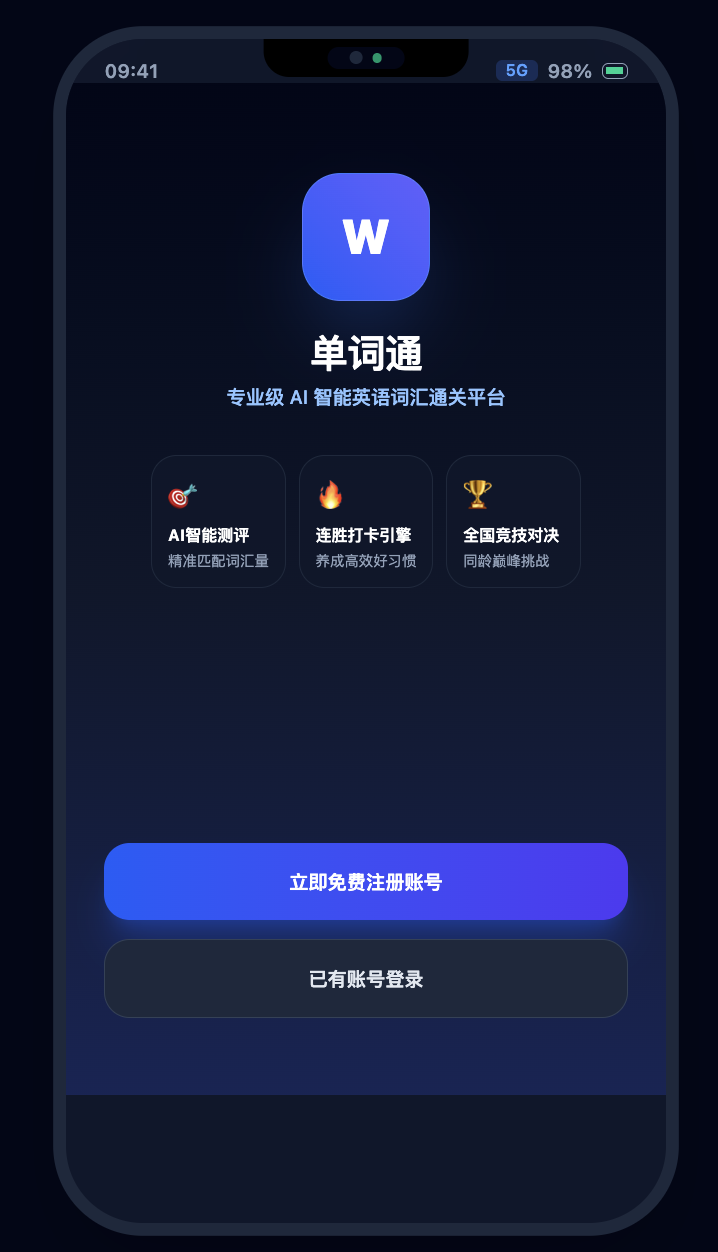 09:41
5G 98%
W
单词通
专业级 AI 智能英语词汇通关平台
AI智能测评
精准匹配词汇量
连胜打卡引擎
养成高效好习惯
全国竞技对决
同龄巅峰挑战
立即免费注册账号
已有账号登录